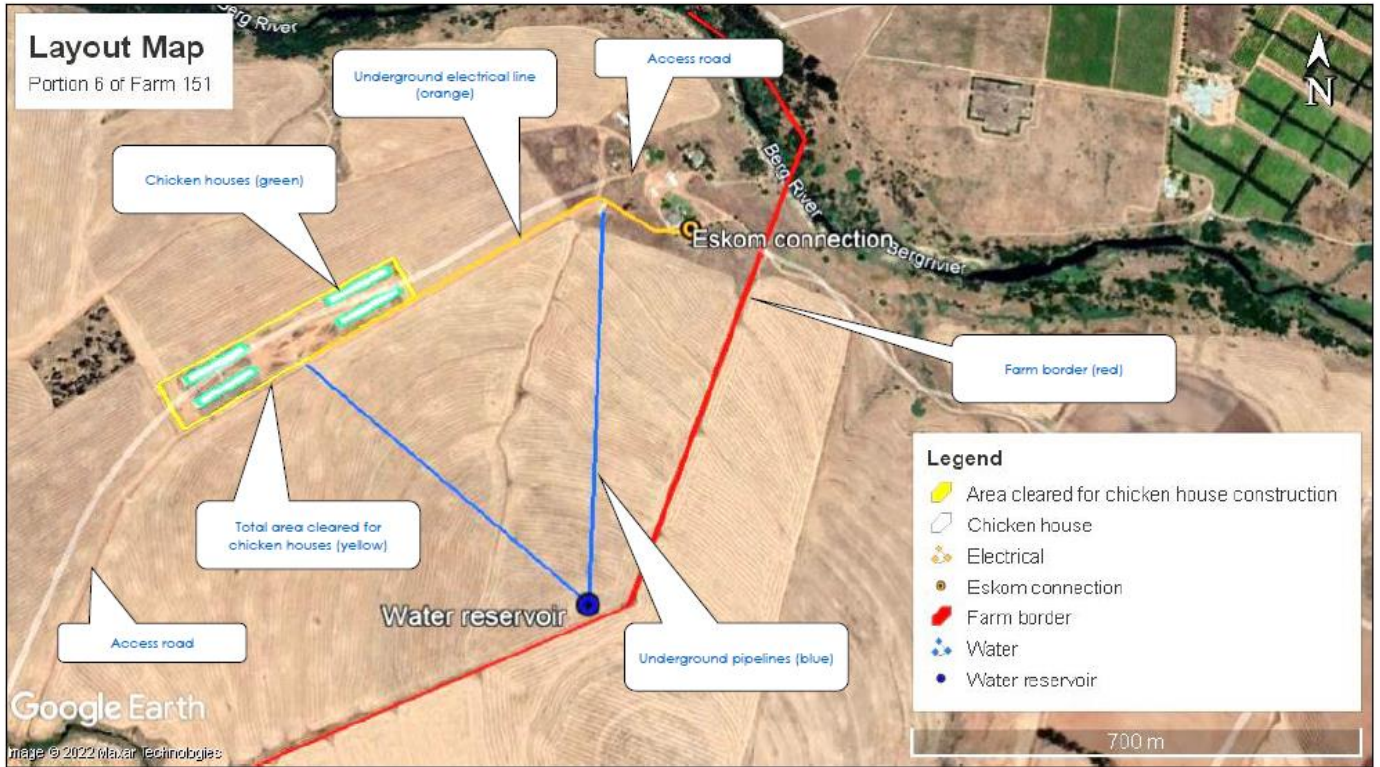 Berg River
Layout Map
Portion 6 of Farm 151
Underground electrical line
(orange)
Access road
N
Chicken houses (green)
Berg River
Eskom connection
Bergrivier
Farm border (red)
Total area cleared for
chicken houses (yellow)
Water reservoir
Access road
Underground pipelines (blue)
Legend
Area cleared for chicken house construction
Chicken house
Electrical
Eskom connection
Farm border
Water
Water reservoir
Google Earth
Image © 2022 Maxar Technologies
700 m